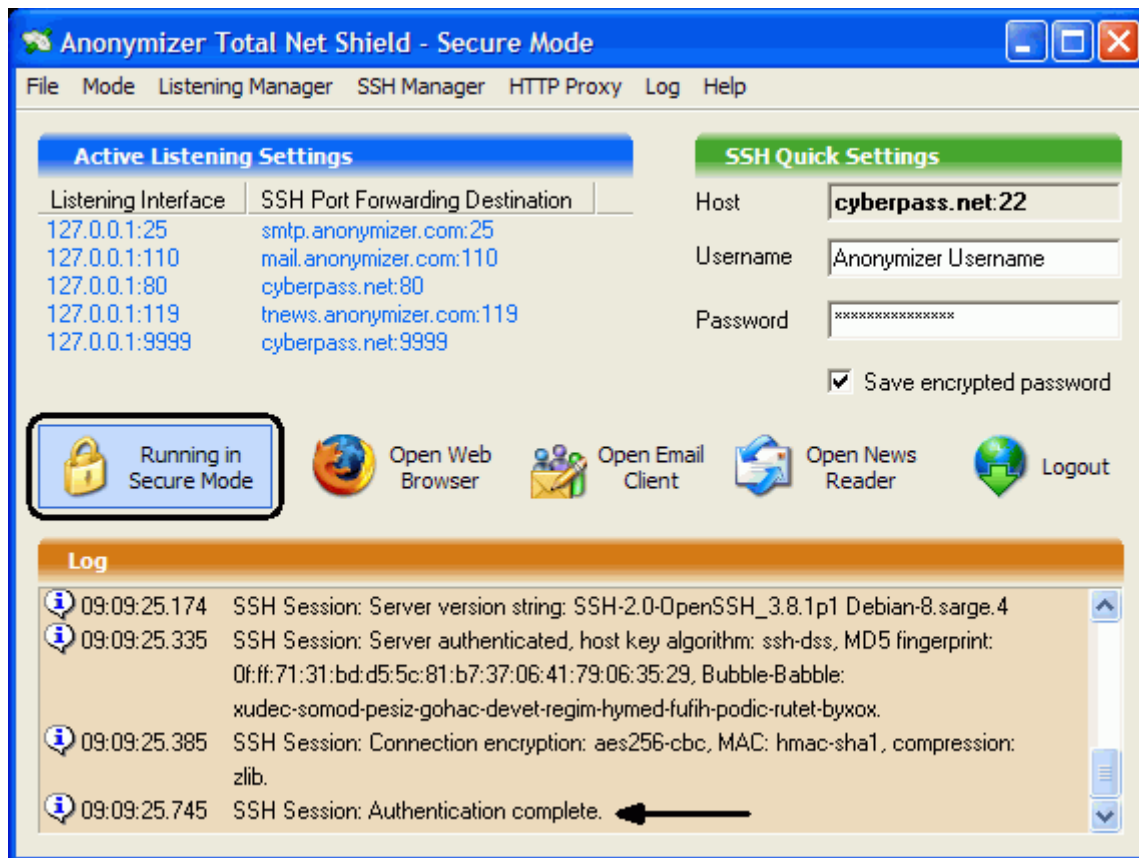 Anonymizer Total Net Shield - Secure Mode
File Mode Listening Manager SSH Manager HTTP Proxy Log Help
Active Listening Settings
Listening Interface SSH Port Forwarding Destination
127.0.0.1:25 smtp.anonymizer.com:25
127.0.0.1:110 mail.anonymizer.com:110
127.0.0.1:80 cyberpass.net:80
127.0.0.1:119 tnews.anonymizer.com:119
127.0.0.1:9999 cyberpass.net:9999
SSH Quick Settings
Host cyberpass.net:22
Username Anonymizer Username
Password ***************
Save encrypted password
Running in
Secure Mode
Open Web
Browser
Open Email
Client
Open News
Reader
Logout
Log
09:09:25.174 SSH Session: Server version string: SSH-2.0-OpenSSH_3.8.1p1 Debian-8.sarge.4
09:09:25.335 SSH Session: Server authenticated, host key algorithm: ssh-dss, MD5 fingerprint:
0f:ff:71:31:bd:d5:5c:81:b7:37:06:41:79:06:35:29, Bubble-Babble:
xudec-somod-pesiz-gohac-devet-regim-hymed-fufih-podic-rutet-byxox.
09:09:25.385 SSH Session: Connection encryption: aes256-cbc, MAC: hmac-sha1, compression:
zlib.
09:09:25.745 SSH Session: Authentication complete.